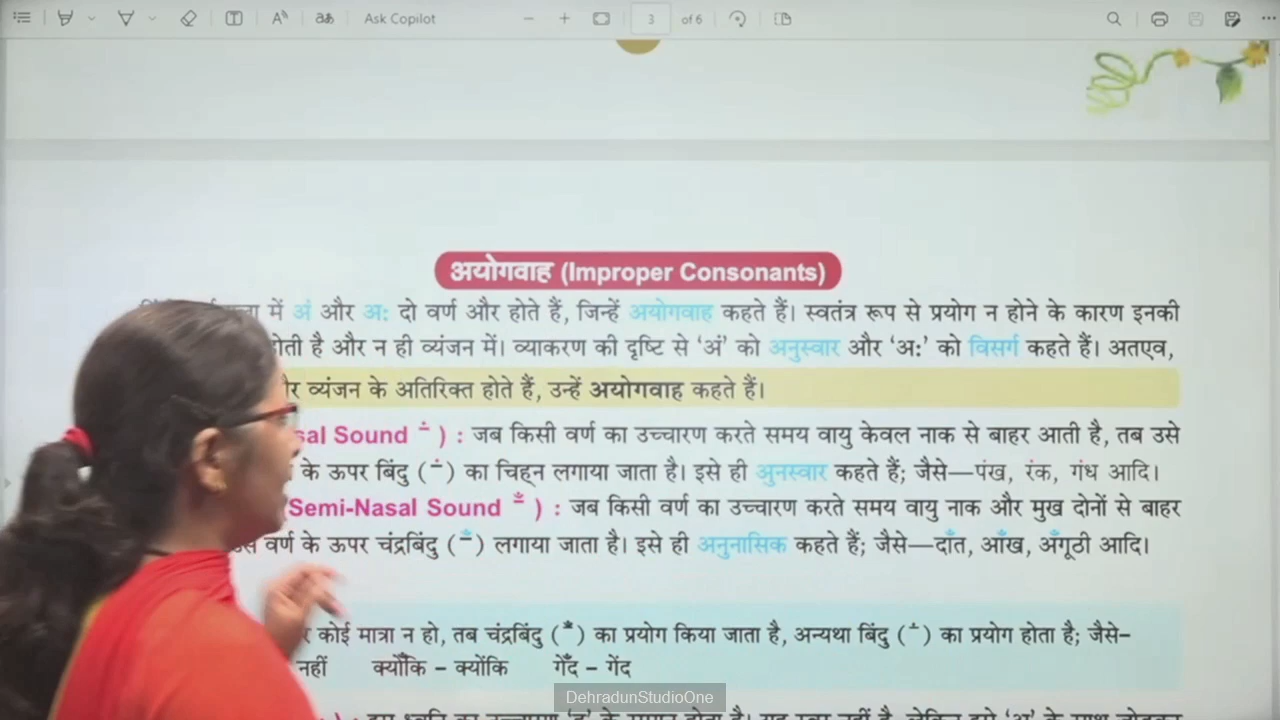 Ask Copilot
3 of 6
अयोगवाह (Improper Consonants)
में अं और अः दो वर्ण और होते हैं, जिन्हें अयोगवाह कहते हैं। स्वतंत्र रूप से प्रयोग न होने के कारण इनकी
है और न ही व्यंजन में। व्याकरण की दृष्टि से ‘अं’ को अनुस्वार और ‘अः’ को विसर्ग कहते हैं। अतएव,
व्यंजन के अतिरिक्त होते हैं, उन्हें अयोगवाह कहते हैं।
Sound ∸ ) : जब किसी वर्ण का उच्चारण करते समय वायु केवल नाक से बाहर आती है, तब उसे
के ऊपर बिंदु (∸) का चिह्न लगाया जाता है। इसे ही अनुस्वार कहते हैं; जैसे—पंख, रंक, गंध आदि।
(Semi-Nasal Sound ँ ) : जब किसी वर्ण का उच्चारण करते समय वायु नाक और मुख दोनों से बाहर
वर्ण के ऊपर चंद्रबिंदु (ँ) लगाया जाता है। इसे ही अनुनासिक कहते हैं; जैसे—दाँत, आँख, अँगूठी आदि।
कोई मात्रा न हो, तब चंद्रबिंदु (ँ) का प्रयोग किया जाता है, अन्यथा बिंदु (∸) का प्रयोग होता है; जैसे–
नहीं क्योँकि – क्योंकि गेँद – गेंद
DehradunStudioOne